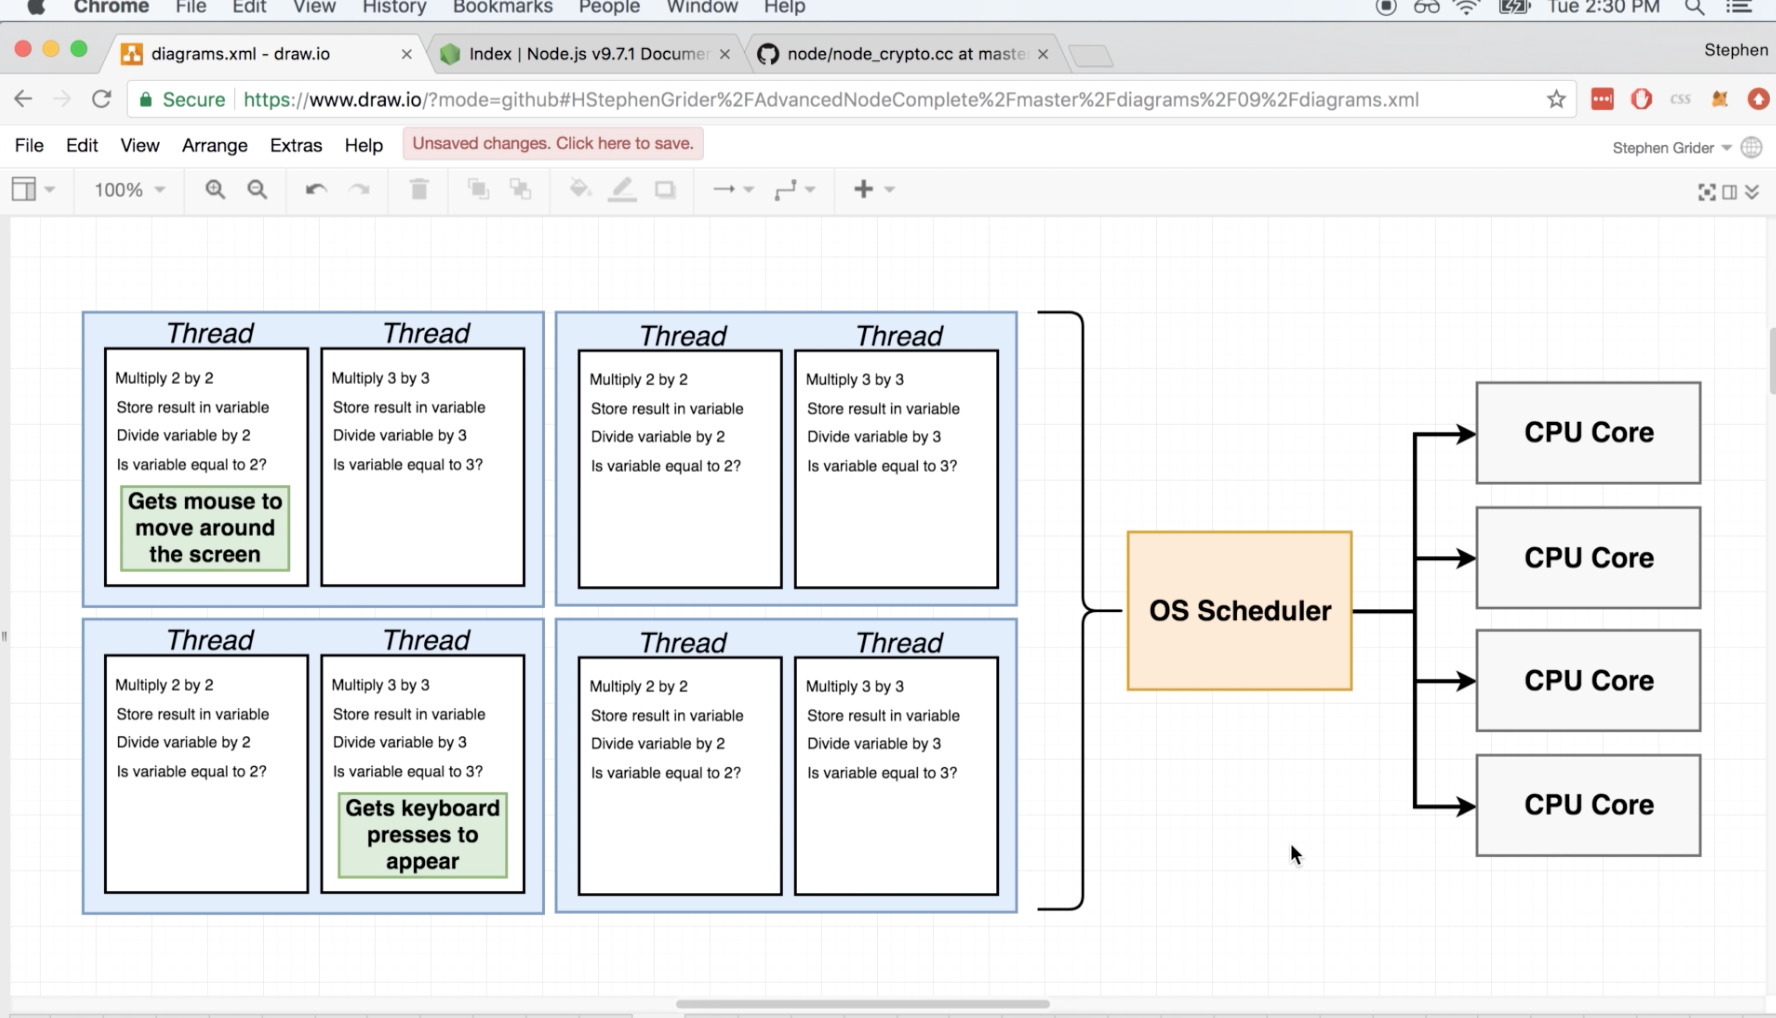 Chrome File Edit View History Bookmarks People Window Help Tue 2:30 PM
diagrams.xml - draw.io Index | Node.js v9.7.1 Documen node/node_crypto.cc at master Stephen
Secure https://www.draw.io/?mode=github#HStephenGrider%2FAdvancedNodeComplete%2Fmaster%2Fdiagrams%2F09%2Fdiagrams.xml CSS
File Edit View Arrange Extras Help Unsaved changes. Click here to save. Stephen Grider
100%
Thread
Multiply 2 by 2
Store result in variable
Divide variable by 2
Is variable equal to 2?
Gets mouse to
move around
the screen
Thread
Multiply 3 by 3
Store result in variable
Divide variable by 3
Is variable equal to 3?
Thread
Multiply 2 by 2
Store result in variable
Divide variable by 2
Is variable equal to 2?
Thread
Multiply 3 by 3
Store result in variable
Divide variable by 3
Is variable equal to 3?
Thread
Multiply 2 by 2
Store result in variable
Divide variable by 2
Is variable equal to 2?
Thread
Multiply 3 by 3
Store result in variable
Divide variable by 3
Is variable equal to 3?
Gets keyboard
presses to
appear
Thread
Multiply 2 by 2
Store result in variable
Divide variable by 2
Is variable equal to 2?
Thread
Multiply 3 by 3
Store result in variable
Divide variable by 3
Is variable equal to 3?
OS Scheduler
CPU Core
CPU Core
CPU Core
CPU Core